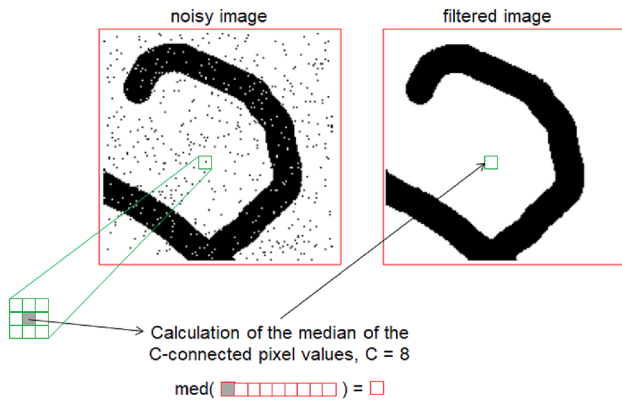 noisy image
filtered image
Calculation of the median of the
C-connected pixel values, C = 8
med( ) =